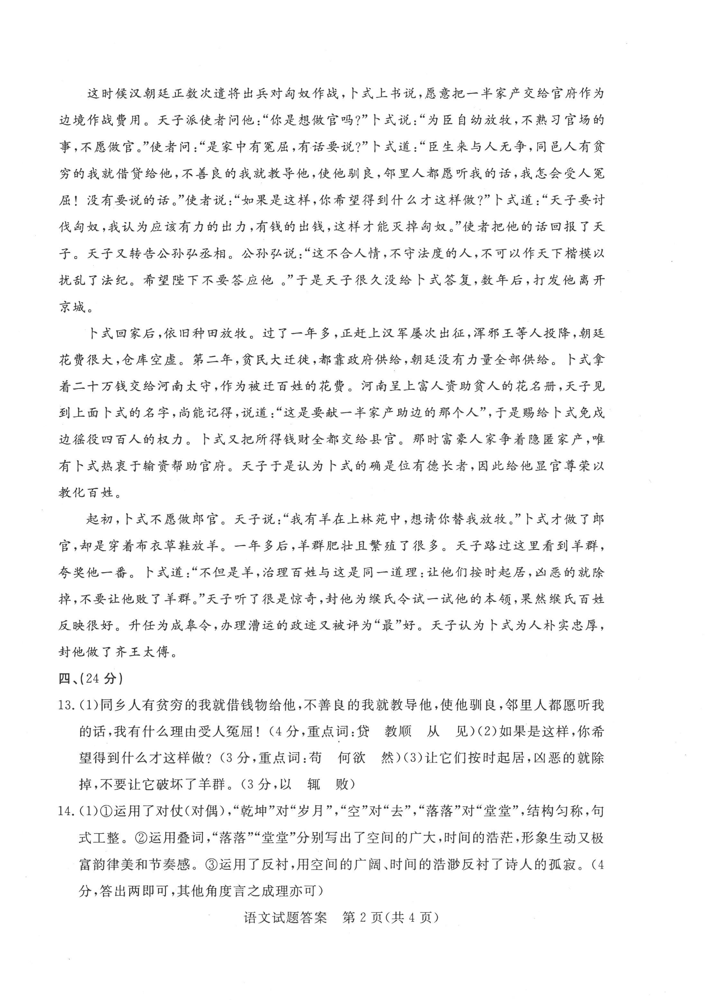 这时候汉朝廷正数次遣将出兵对匈奴作战,卜式上书说,愿意把一半家产交给官府作为
边境作战费用。天子派使者问他:“你是想做官吗?”卜式说:“为臣自幼放牧,不熟习官场的
事,不愿做官。”使者问:“是家中有冤屈,有话要说?”卜式道:“臣生来与人无争,同邑人有贫
穷的我就借贷给他,不善良的我就教导他,使他驯良,邻里人都愿听我的话,我怎会受人冤
屈!没有要说的话。”使者说:“如果是这样,你希望得到什么才这样做?”卜式道:“天子要讨
伐匈奴,我认为应该有力的出力,有钱的出钱,这样才能灭掉匈奴。”使者把他的话回报了天
子。天子又转告公孙弘丞相。公孙弘说:“这不合人情,不守法度的人,不可以作天下楷模以
扰乱了法纪。希望陛下不要答应他 。”于是天子很久没给卜式答复,数年后,打发他离开
京城。
卜式回家后,依旧种田放牧。过了一年多,正赶上汉军屡次出征,浑邪王等人投降,朝廷
花费很大,仓库空虚。第二年,贫民大迁徙,都靠政府供给,朝廷没有力量全部供给。卜式拿
着二十万钱交给河南太守,作为被迁百姓的花费。河南呈上富人资助贫人的花名册,天子见
到上面卜式的名字,尚能记得,说道:“这是要献一半家产助边的那个人”,于是赐给卜式免戍
边徭役四百人的权力。卜式又把所得钱财全都交给县官。那时富豪人家争着隐匿家产,唯
有卜式热衷于输资帮助官府。天子于是认为卜式的确是位有德长者,因此给他显官尊荣以
教化百姓。
起初,卜式不愿做郎官。天子说:“我有羊在上林苑中,想请你替我放牧。”卜式才做了郎
官,却是穿着布衣草鞋放羊。一年多后,羊群肥壮且繁殖了很多。天子路过这里看到羊群,
夸奖他一番。卜式道:“不但是羊,治理百姓与这是同一道理:让他们按时起居,凶恶的就除
掉,不要让他败了羊群。”天子听了很是惊奇,封他为缑氏令试一试他的本领,果然缑氏百姓
反映很好。升任为成皋令,办理漕运的政迹又被评为“最”好。天子认为卜式为人朴实忠厚,
封他做了齐王太傅。
四、(24 分)
13. (1)同乡人有贫穷的我就借钱物给他,不善良的我就教导他,使他驯良,邻里人都愿听我
的话,我有什么理由受人冤屈!(4 分,重点词:贷 教顺 从 见)(2)如果是这样,你希
望得到什么才这样做?(3 分,重点词:苟 何欲 然)(3)让它们按时起居,凶恶的就除
掉,不要让它破坏了羊群。(3 分,以 辄 败)
14. (1)①运用了对仗(对偶),“乾坤”对“岁月”,“空”对“去”,“落落”对“堂堂”,结构匀称,句
式工整。②运用叠词,“落落”“堂堂”分别写出了空间的广大,时间的浩茫,形象生动又极
富韵律美和节奏感。③运用了反衬,用空间的广阔、时间的浩渺反衬了诗人的孤寂。(4
分,答出两即可,其他角度言之成理亦可)
语文试题答案 第 2 页(共 4 页)